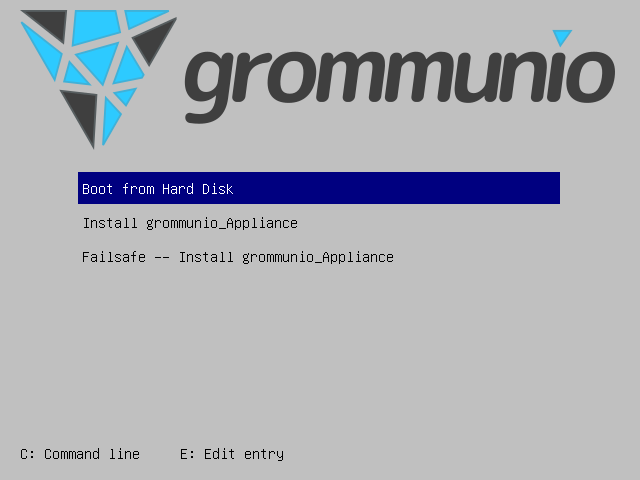 grommunio
Boot from Hard Disk
Install grommunio_Appliance
Failsafe -- Install grommunio_Appliance
C: Command line E: Edit entry